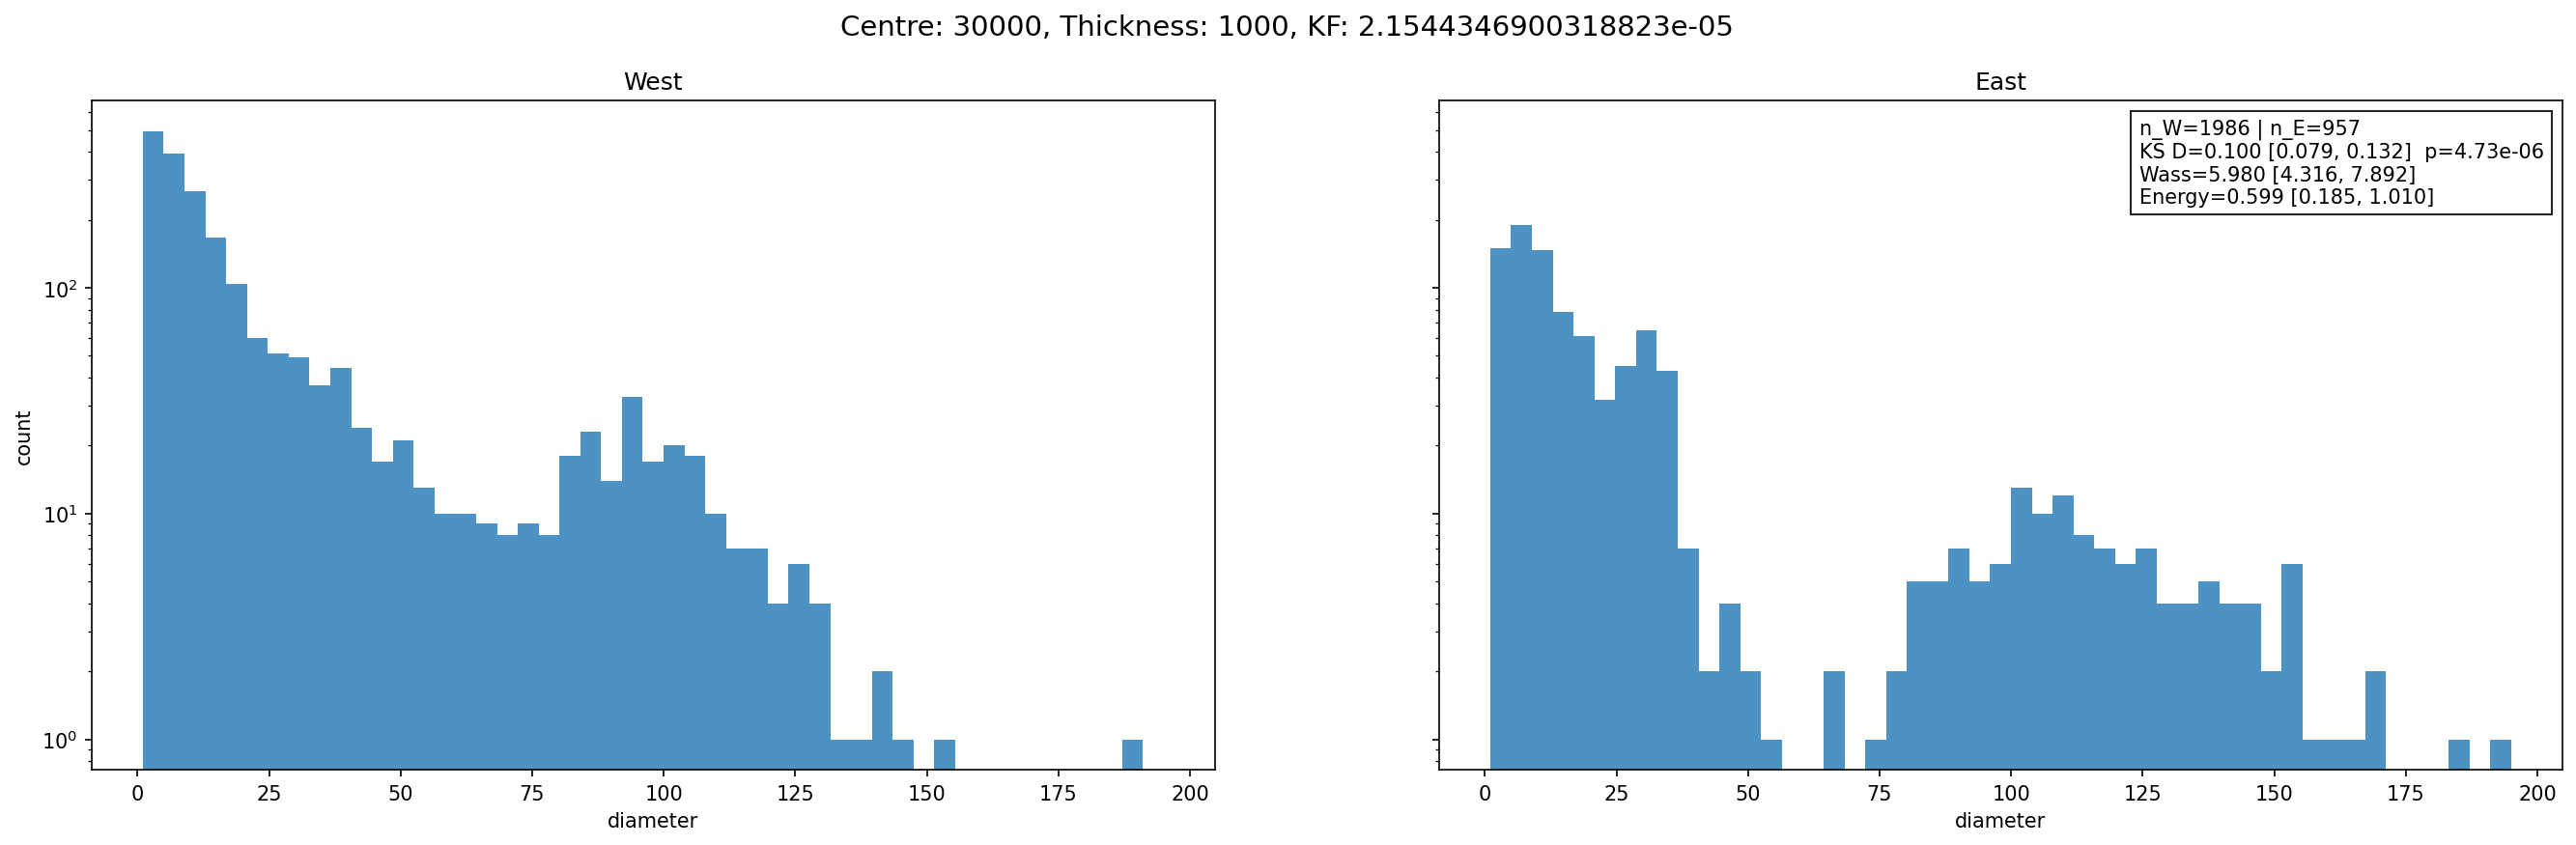 Centre: 30000, Thickness: 1000, KF: 2.1544346900318823e-05
West
count
10²
10¹
10⁰
0 25 50 75 100 125 150 175 200
diameter
East
n_W=1986 | n_E=957
KS D=0.100 [0.079, 0.132]  p=4.73e-06
Wass=5.980 [4.316, 7.892]
Energy=0.599 [0.185, 1.010]
0 25 50 75 100 125 150 175 200
diameter